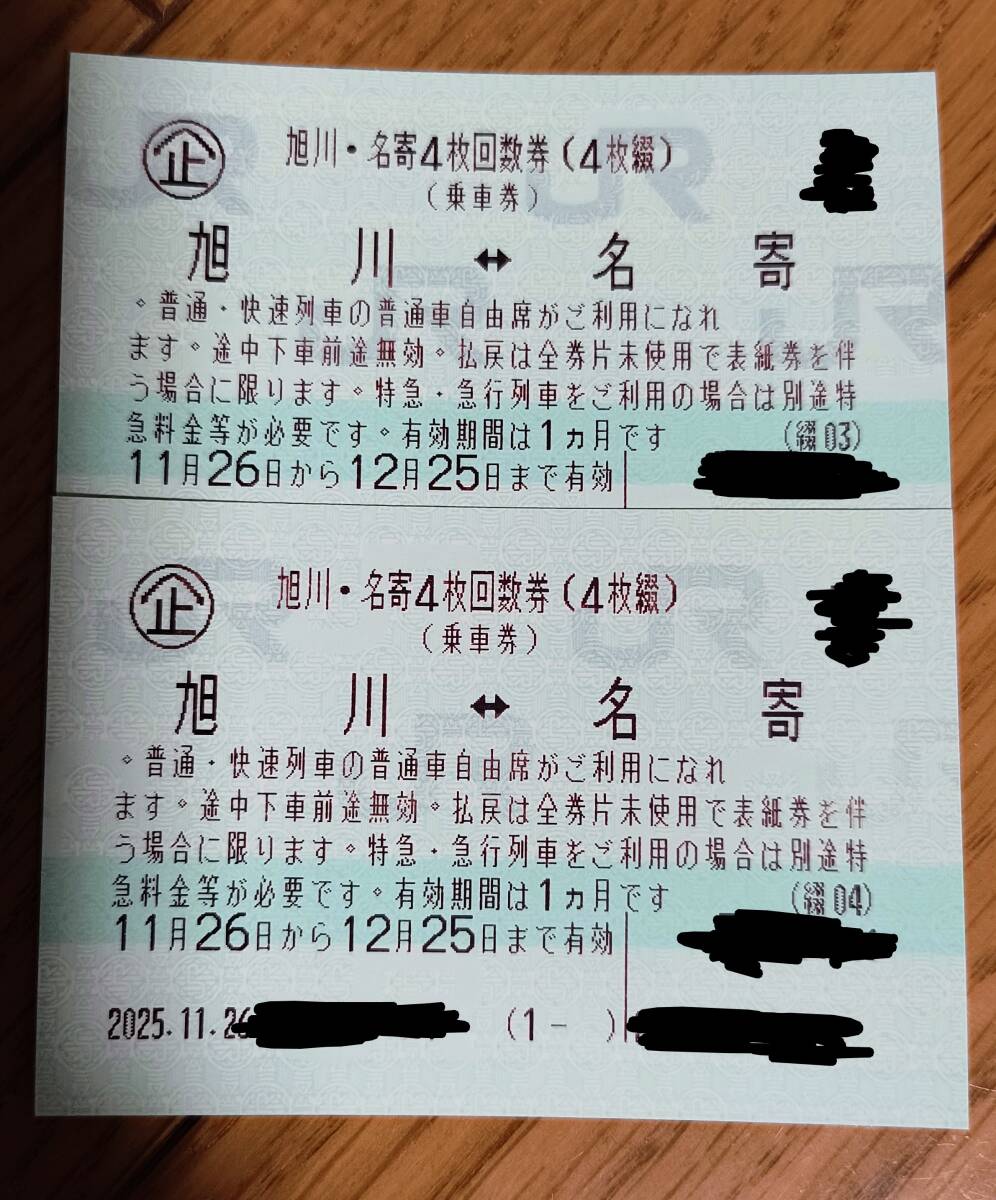 企 旭川・名寄4枚回数券(4枚綴)
(乗車券)
旭川↔名寄
。普通・快速列車の普通車自由席がご利用になれ
ます。途中下車前途無効。払戻は全券片未使用で表紙券を伴
う場合に限ります。特急・急行列車をご利用の場合は別途特
急料金等が必要です。有効期間は1ヵ月です (綴03)
11月26日から12月25日まで有効
企 旭川・名寄4枚回数券(4枚綴)
(乗車券)
旭川↔名寄
。普通・快速列車の普通車自由席がご利用になれ
ます。途中下車前途無効。払戻は全券片未使用で表紙券を伴
う場合に限ります。特急・急行列車をご利用の場合は別途特
急料金等が必要です。有効期間は1ヵ月です (綴04)
11月26日から12月25日まで有効
2025.11.26 (1- )